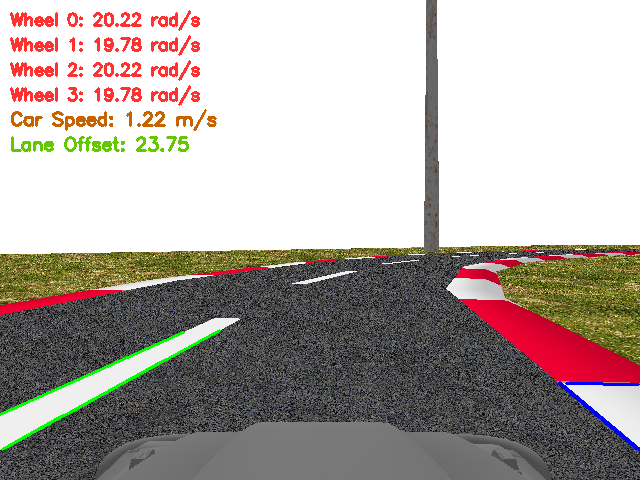 Wheel 0: 20.22 rad/s
Wheel 1: 19.78 rad/s
Wheel 2: 20.22 rad/s
Wheel 3: 19.78 rad/s
Car Speed: 1.22 m/s
Lane Offset: 23.75